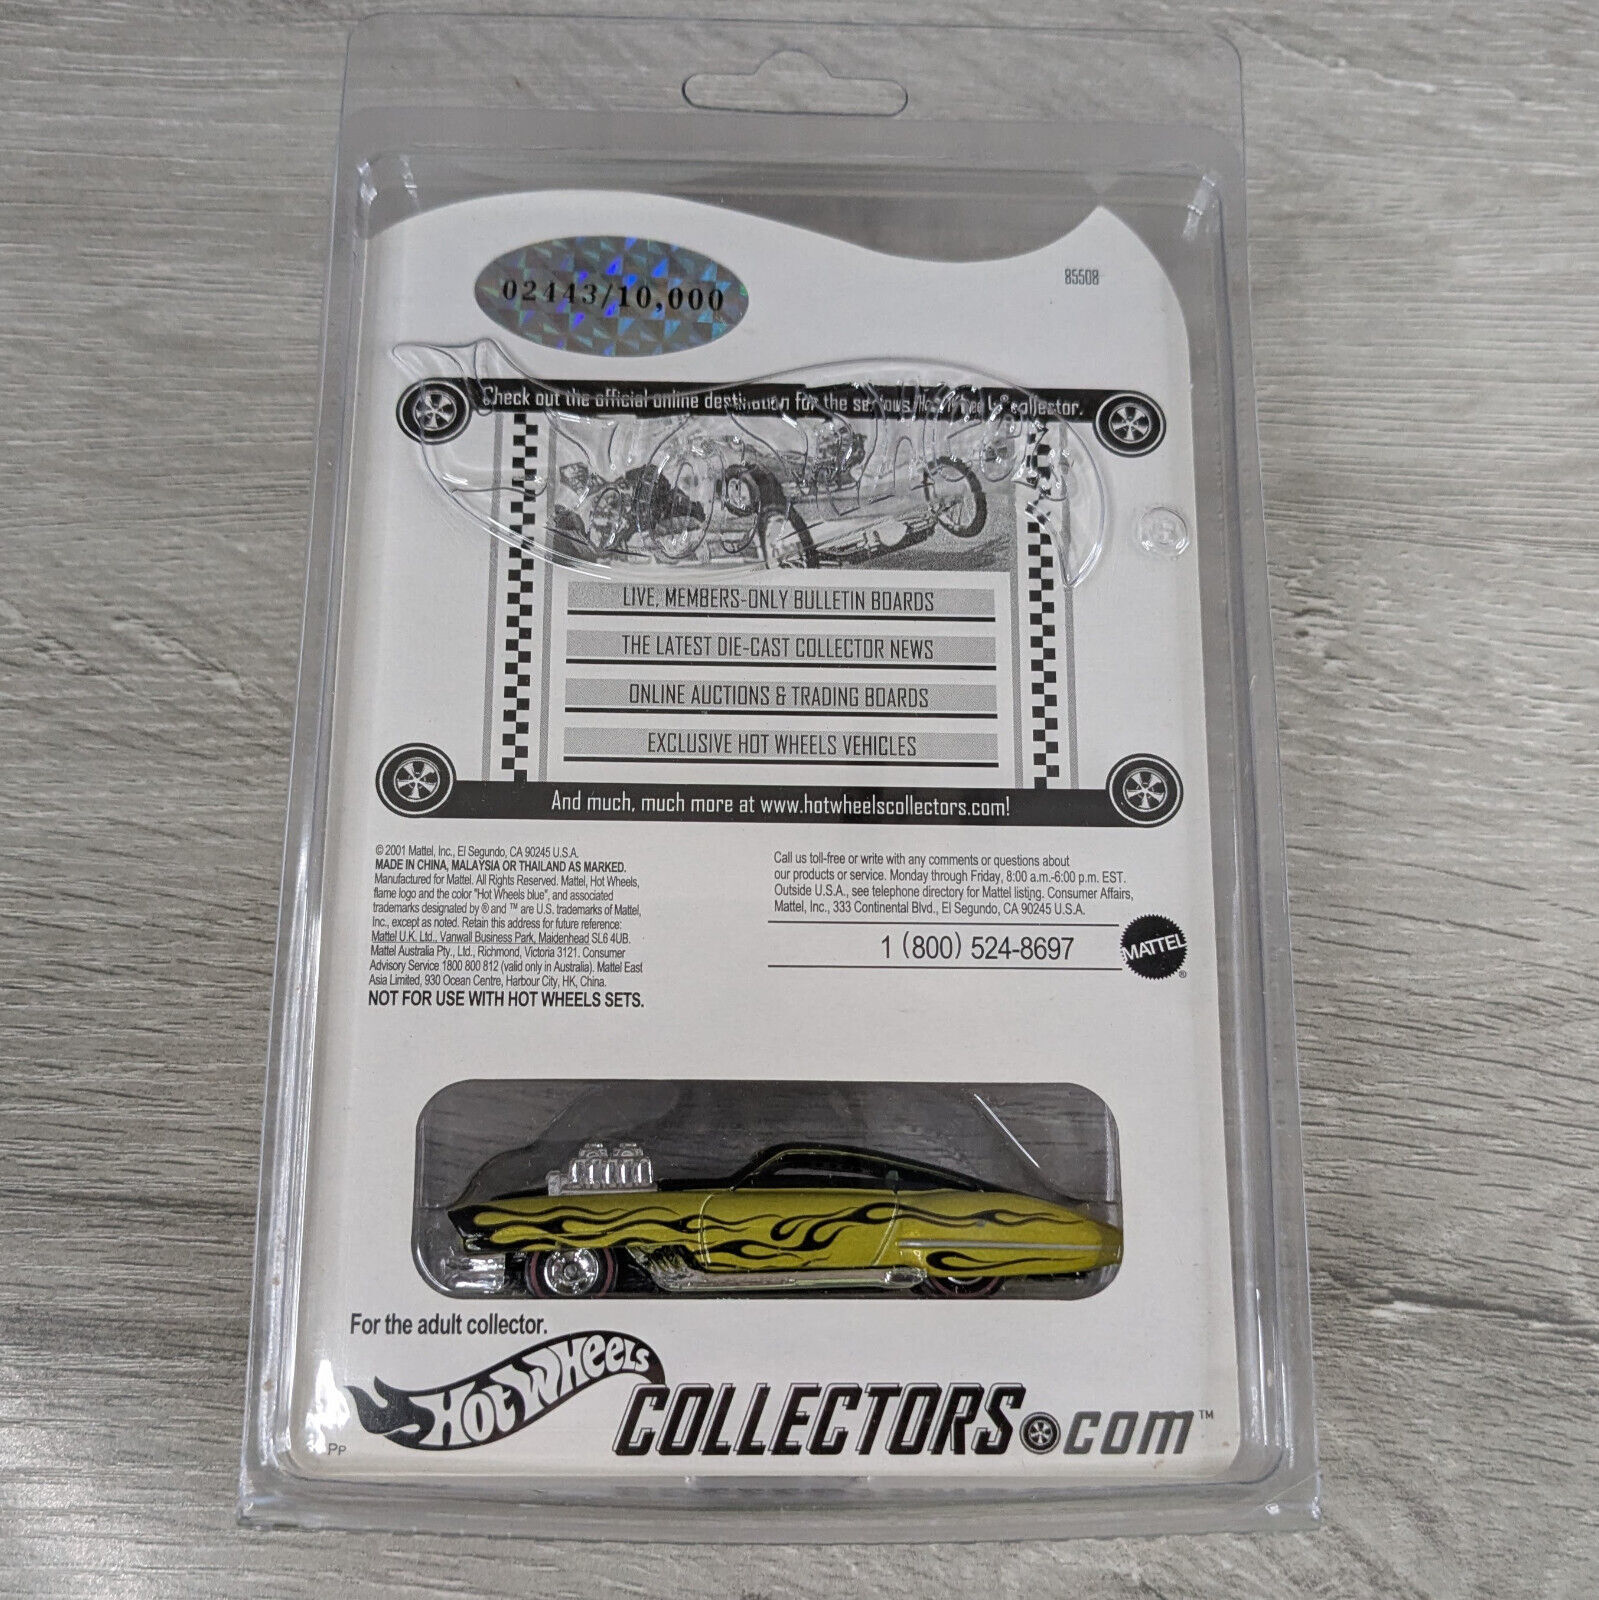 02443/10,000
85508
Check out the official online destination for the serious Hot Wheels® collector.
LIVE, MEMBERS-ONLY BULLETIN BOARDS
THE LATEST DIE-CAST COLLECTOR NEWS
ONLINE AUCTIONS & TRADING BOARDS
EXCLUSIVE HOT WHEELS VEHICLES
And much, much more at www.hotwheelscollectors.com!
© 2001 Mattel, Inc., El Segundo, CA 90245 U.S.A.
MADE IN CHINA, MALAYSIA OR THAILAND AS MARKED.
Manufactured for Mattel. All Rights Reserved. Mattel, Hot Wheels,
flame logo and the color "Hot Wheels blue", and associated
trademarks designated by ® and ™ are U.S. trademarks of Mattel,
Inc., except as noted. Retain this address for future reference:
Mattel U.K. Ltd., Vanwall Business Park, Maidenhead SL6 4UB.
Mattel Australia Pty., Ltd., Richmond, Victoria 3121. Consumer
Advisory Service 1800 800 812 (valid only in Australia). Mattel East
Asia Limited, 930 Ocean Centre, Harbour City, HK, China.
NOT FOR USE WITH HOT WHEELS SETS.
Call us toll-free or write with any comments or questions about
our products or service. Monday through Friday, 8:00 a.m.-6:00 p.m. EST.
Outside U.S.A., see telephone directory for Mattel listing. Consumer Affairs,
Mattel, Inc., 333 Continental Blvd., El Segundo, CA 90245 U.S.A.
1 (800) 524-8697
MATTEL®
For the adult collector.
HOT WHEELS
COLLECTORS.com™
PP